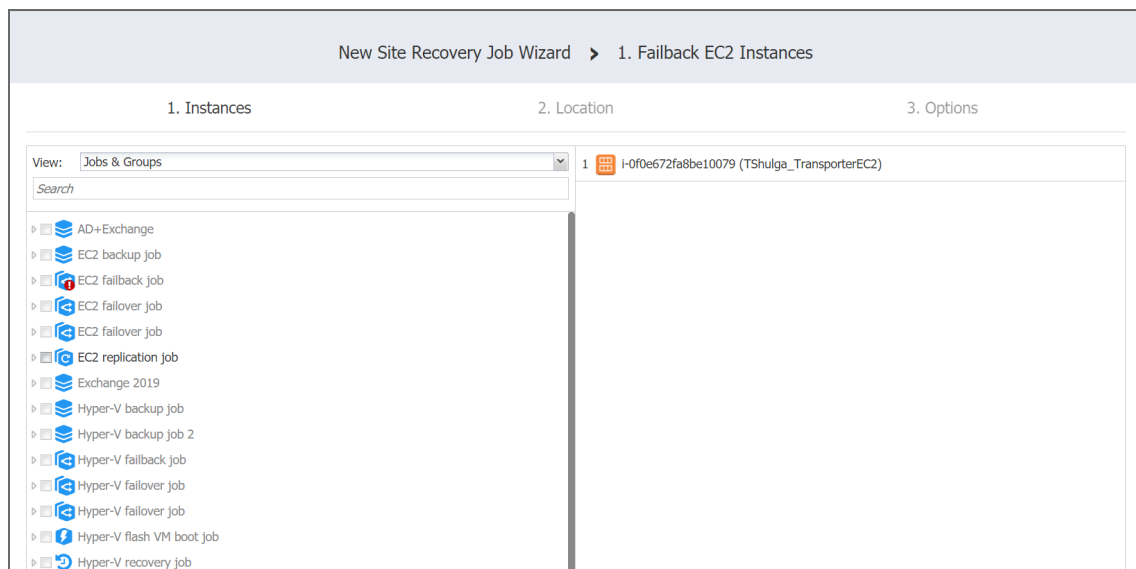 New Site Recovery Job Wizard > 1. Failback EC2 Instances
1. Instances 2. Location 3. Options
View: Jobs & Groups
Search
AD+Exchange
EC2 backup job
EC2 failback job
EC2 failover job
EC2 failover job
EC2 replication job
Exchange 2019
Hyper-V backup job
Hyper-V backup job 2
Hyper-V failback job
Hyper-V failover job
Hyper-V failover job
Hyper-V flash VM boot job
Hyper-V recovery job
1 i-0f0e672fa8be10079 (TShulga_TransporterEC2)